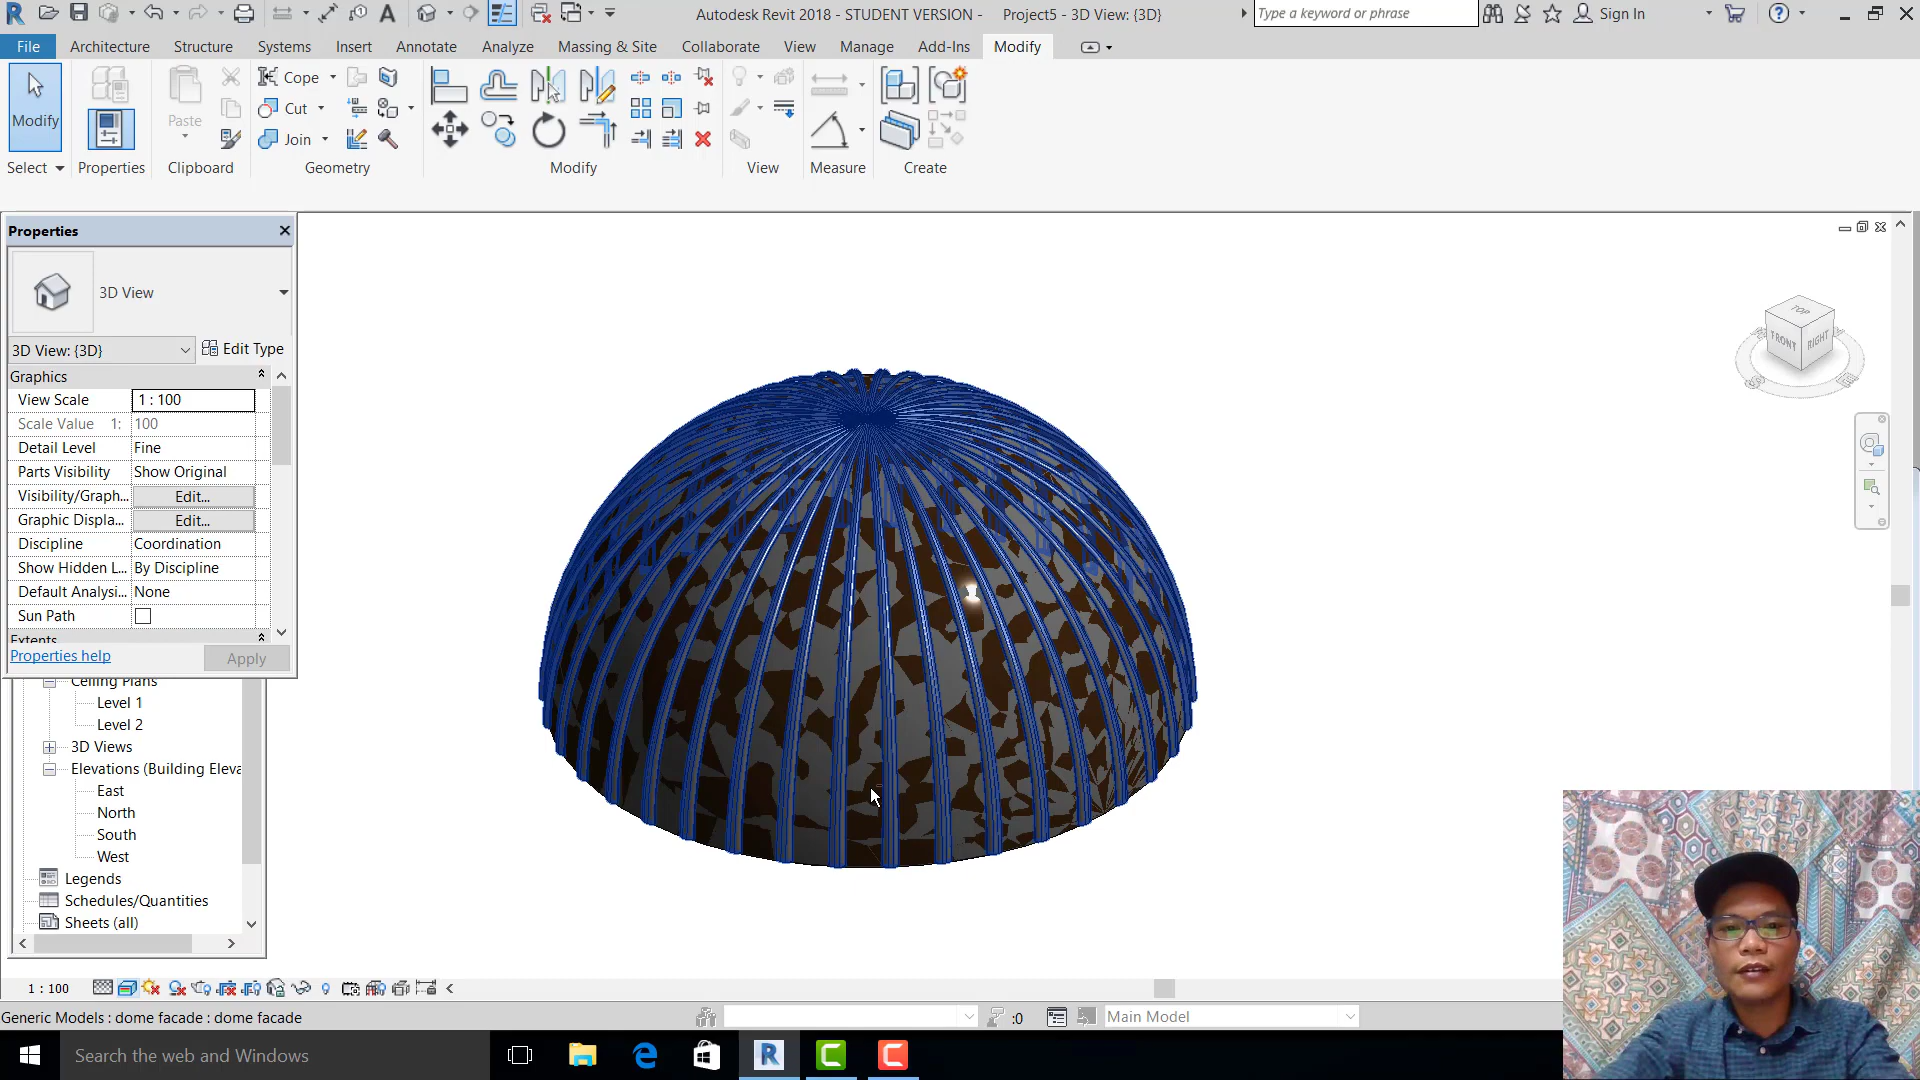 Autodesk Revit 2018 - STUDENT VERSION - Project5 - 3D View: {3D}
Type a keyword or phrase
Sign In
File Architecture Structure Systems Insert Annotate Analyze Massing & Site Collaborate View Manage Add-Ins Modify
Modify
Paste
Cope
Cut
Join
Select Properties Clipboard Geometry Modify View Measure Create
Properties
3D View
3D View: {3D} Edit Type
Graphics
View Scale 1 : 100
Scale Value 1: 100
Detail Level Fine
Parts Visibility Show Original
Visibility/Graph... Edit...
Graphic Displa... Edit...
Discipline Coordination
Show Hidden L... By Discipline
Default Analysi... None
Sun Path
Extents
Properties help Apply
Ceiling Plans
Level 1
Level 2
3D Views
Elevations (Building Eleva
East
North
South
West
Legends
Schedules/Quantities
Sheets (all)
TOP
FRONT RIGHT
1 : 100
Generic Models : dome facade : dome facade
:0
Main Model
Search the web and Windows